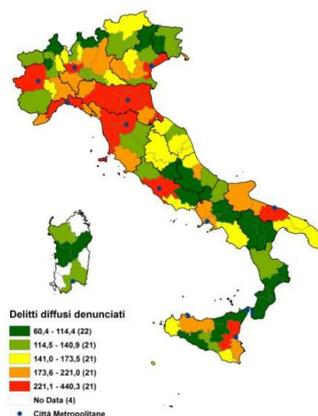 Delitti diffusi denunciati
60,4 - 114,4 (22)
114,5 - 140,9 (21)
141,0 - 173,5 (21)
173,6 - 221,0 (21)
221,1 - 440,3 (21)
No Data (4)
Città Metropolitane